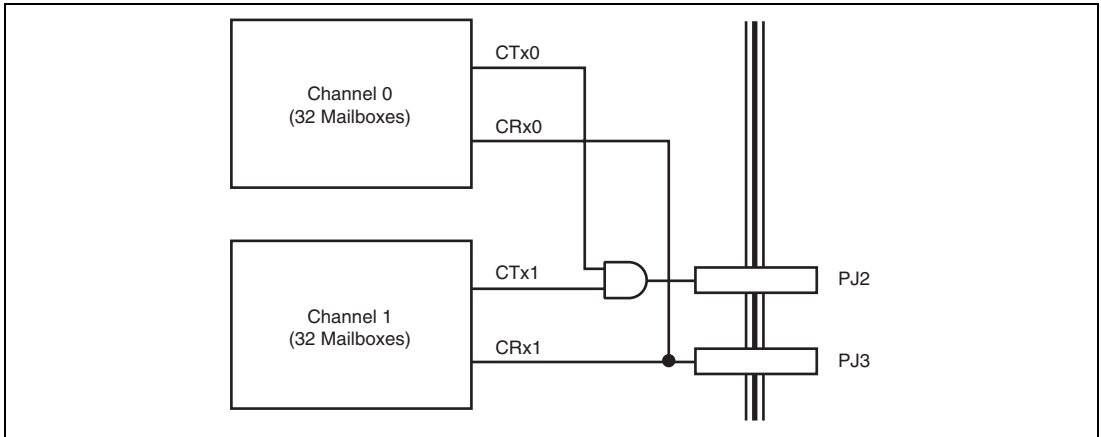 CTx0
Channel 0
(32 Mailboxes)
CRx0
CTx1
PJ2
Channel 1
(32 Mailboxes)
CRx1
PJ3